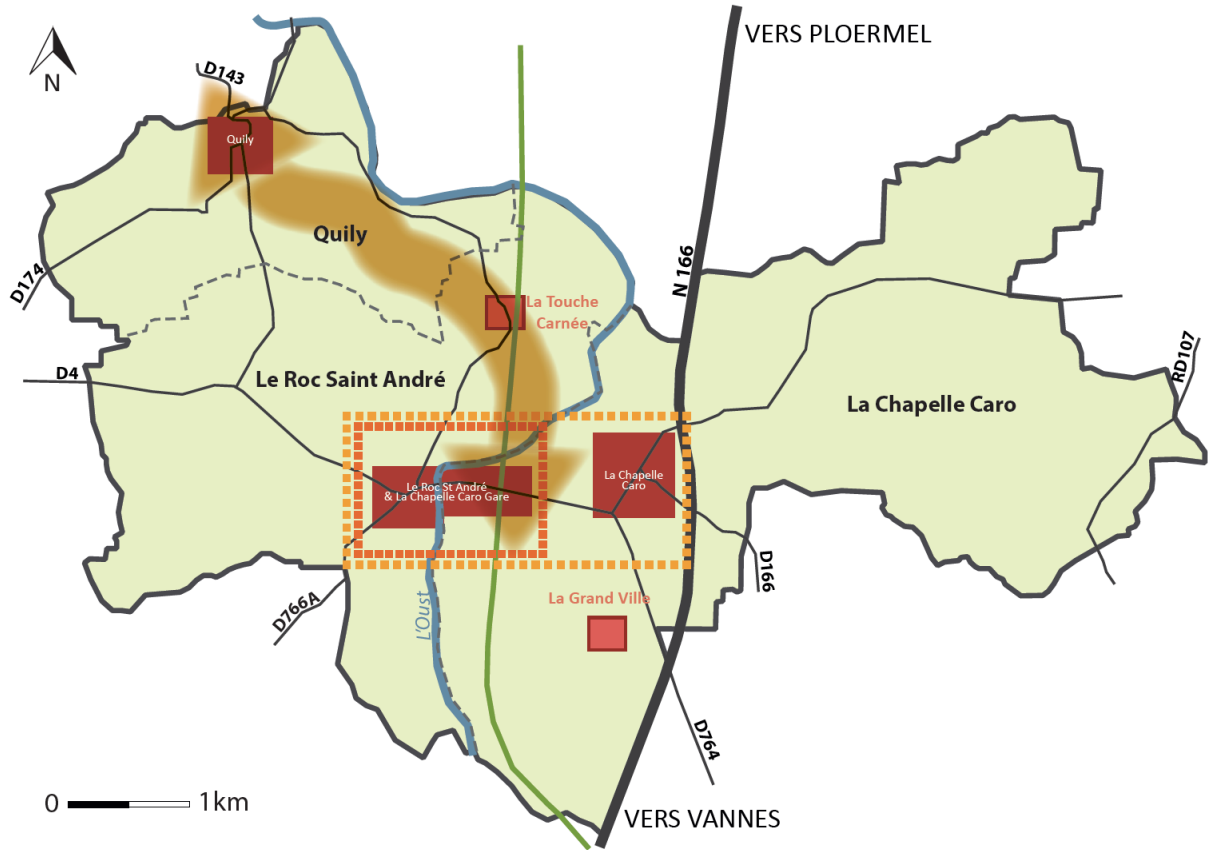 VERS PLOERMEL
N
D143
Quily
Quily
N 166
D174
La Touche
Carnée
RD107
D4
Le Roc Saint André
La Chapelle Caro
Le Roc St André
& La Chapelle Caro Gare
La Chapelle
Caro
D166
D766A
L'Oust
La Grand Ville
D764
0
1km
VERS VANNES